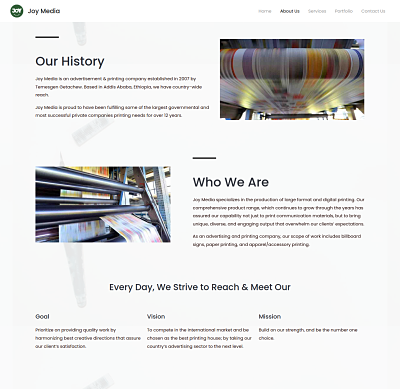 JOY Joy Media Home About Us Services Portfolio Contact Us
Our History
Joy Media is an advertisement & printing company established in 2007 by
Temesgen Getachew. Based in Addis Ababa, Ethiopia, we have country-wide
reach.
Joy Media is proud to have been fulfilling some of the largest governmental and
most successful private companies printing needs for over 12 years.
Who We Are
Joy Media specializes in the production of large format and digital printing. Our
comprehensive product range, which continues to grow through the years has
assured our capability not just to print communication materials, but to bring
unique, diverse, and engaging output that overwhelm our clients' expectations.
As an advertising and printing company, our scope of work includes billboard
signs, paper printing, and apparel/accessory printing.
Every Day, We Strive to Reach & Meet Our
Goal
Prioritize on providing quality work by
harmonizing best creative directions that assure
our client's satisfaction.
Vision
To compete in the international market and be
chosen as the best printing house; by taking our
country's advertising sector to the next level.
Mission
Build on our strength, and be the number one
choice.